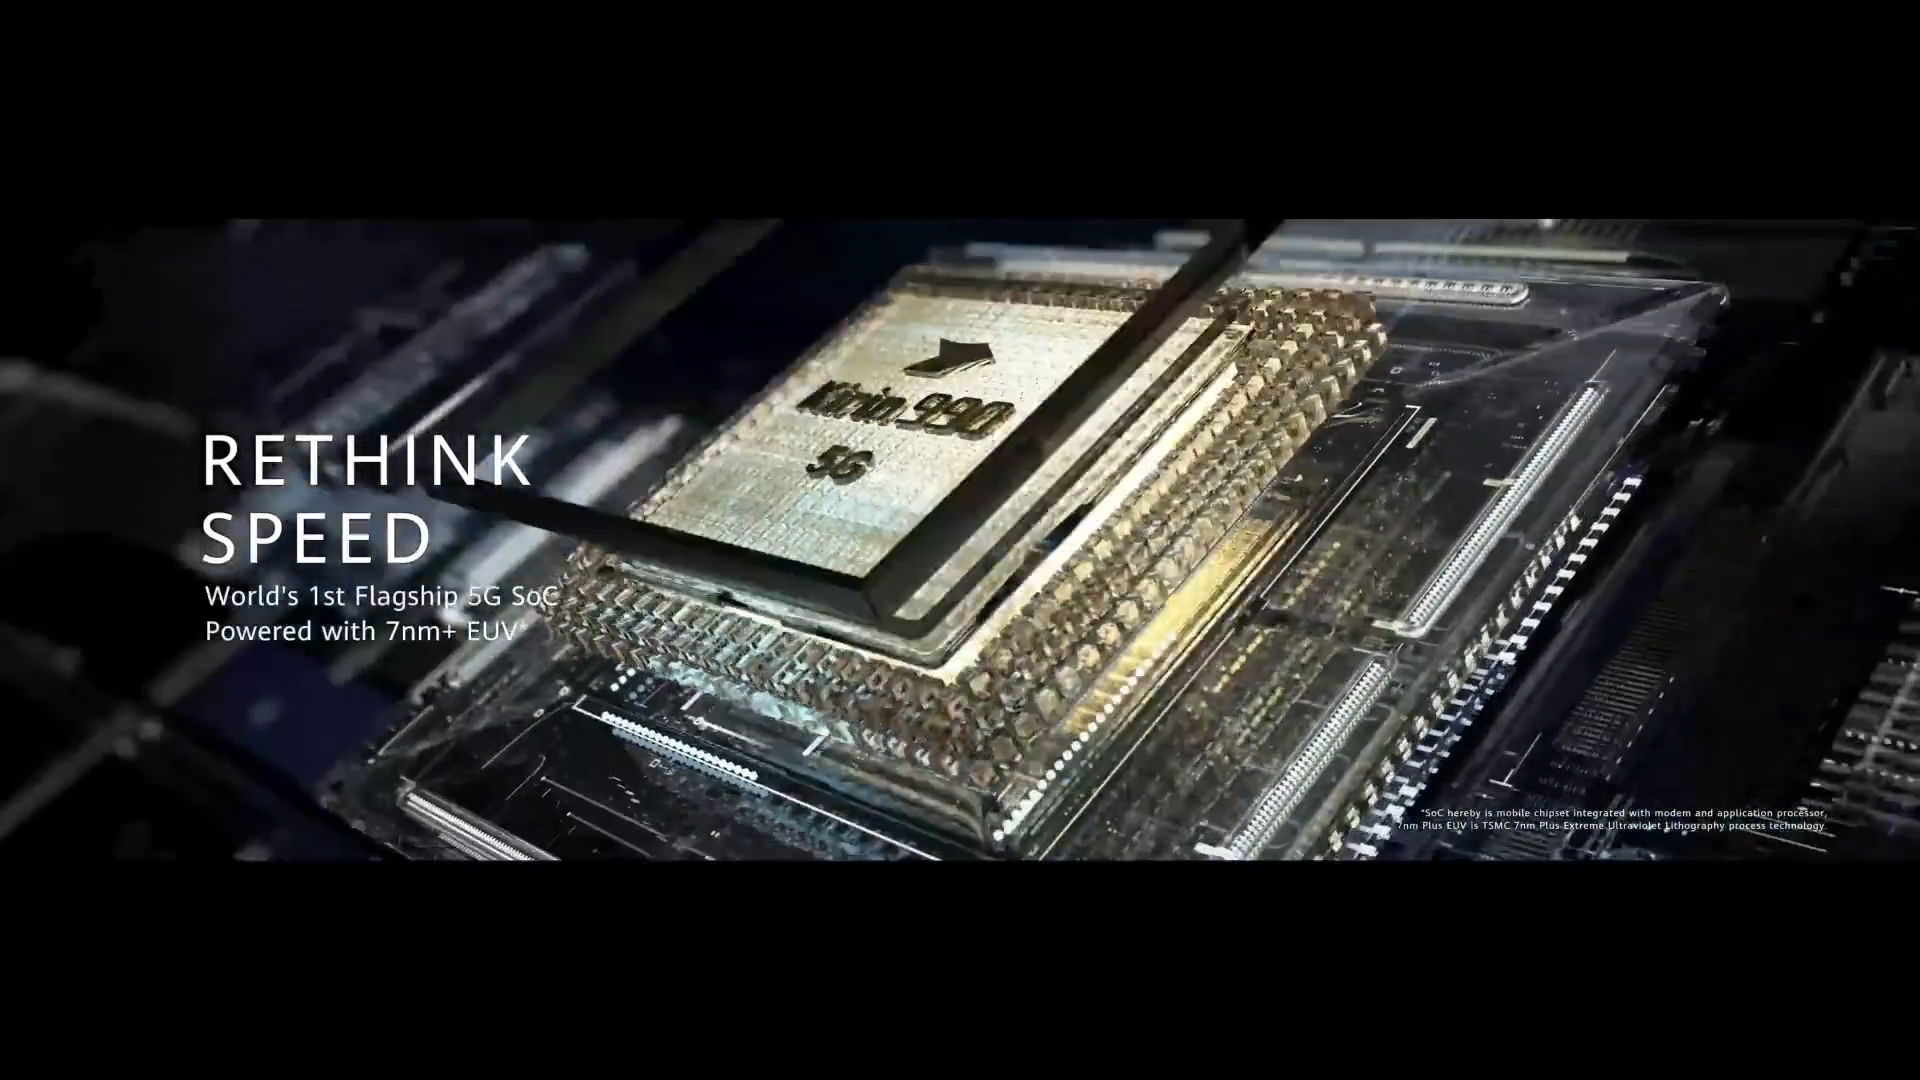 Kirin 990
5G
RETHINK
SPEED
World's 1st Flagship 5G SoC
Powered with 7nm+ EUV*
*SoC hereby is mobile chipset integrated with modem and application processor,
7nm Plus EUV is TSMC 7nm Plus Extreme Ultraviolet Lithography process technology.